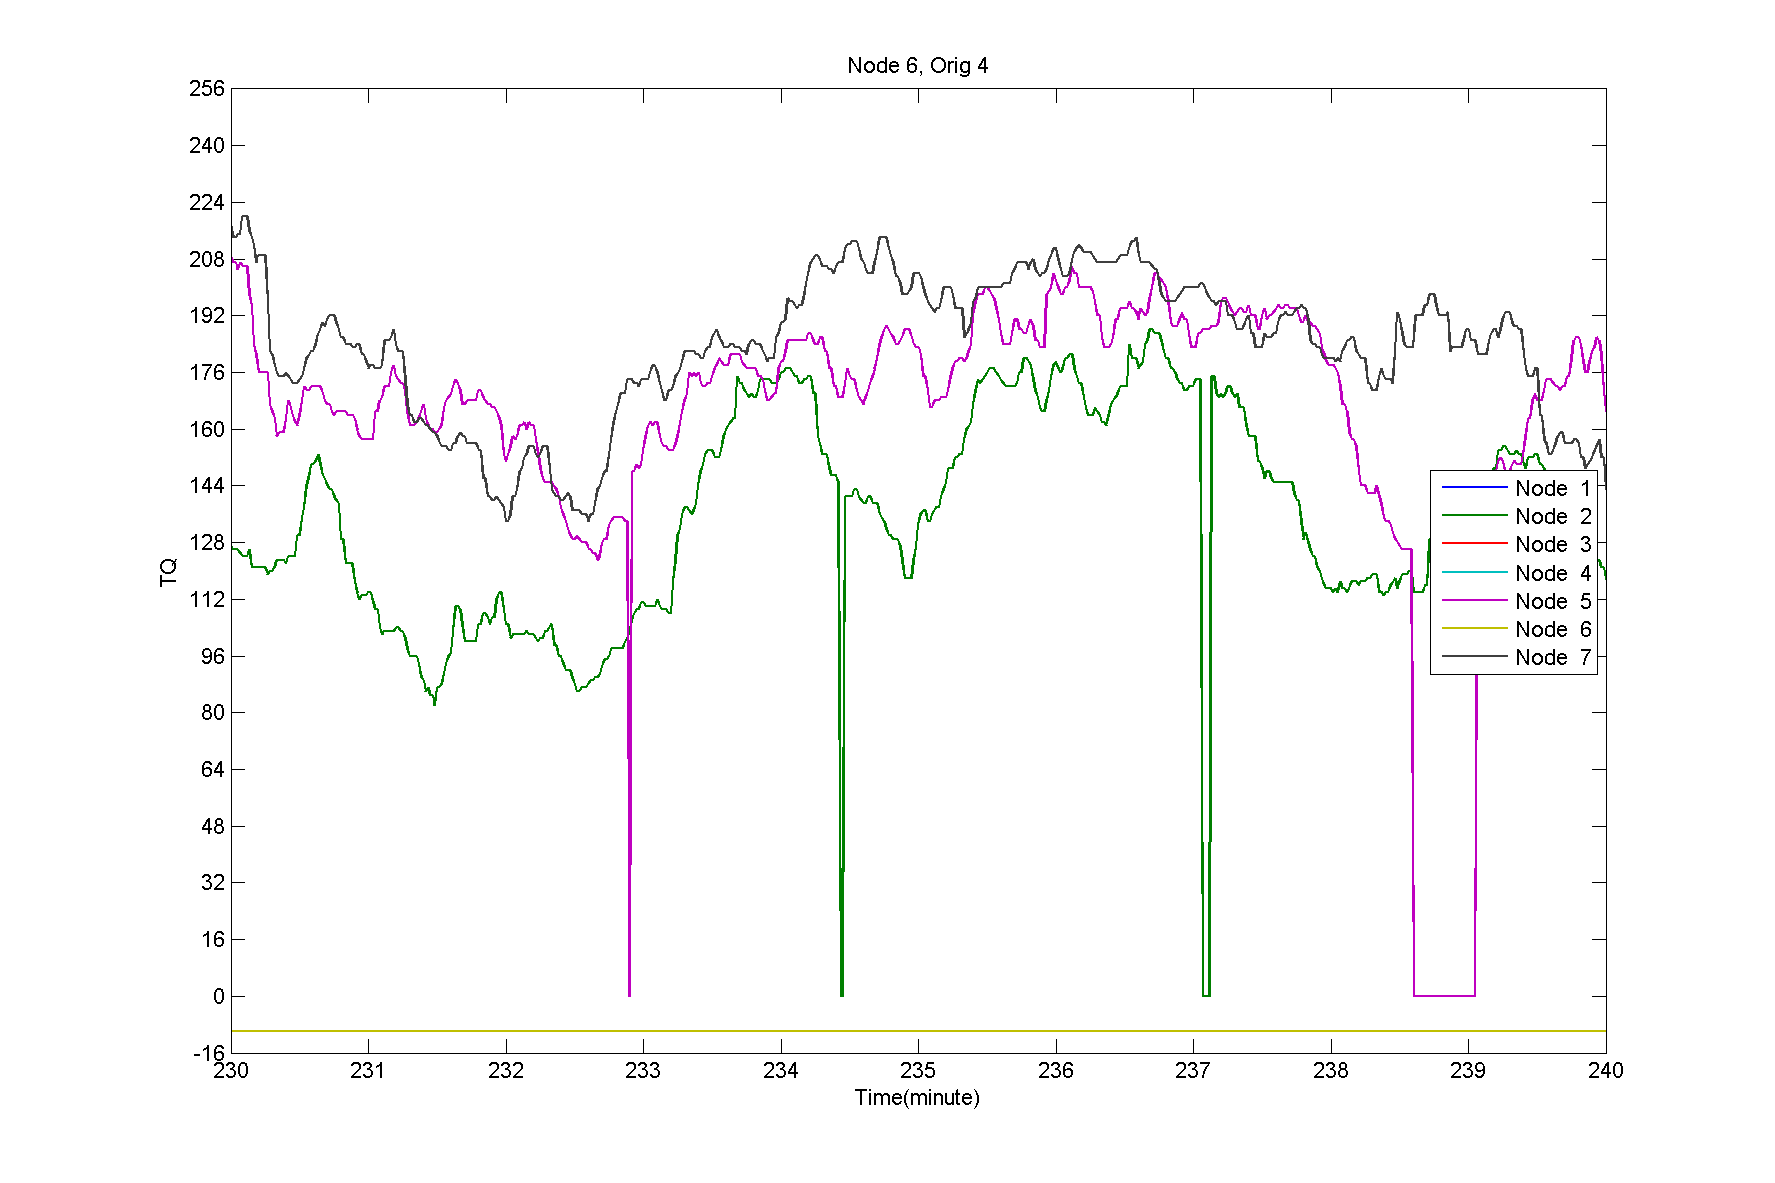 Node 6, Orig 4
256
240
224
208
192
176
160
144
128
112
96
80
64
48
32
16
0
-16
TQ
Node 1
Node 2
Node 3
Node 4
Node 5
Node 6
Node 7
230 231 232 233 234 235 236 237 238 239 240
Time(minute)